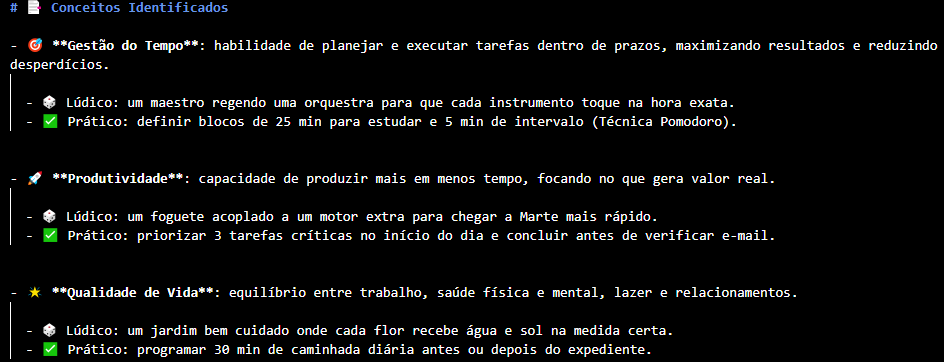 # 📑 Conceitos Identificados
- 🎯 **Gestão do Tempo**: habilidade de planejar e executar tarefas dentro de prazos, maximizando resultados e reduzindo
desperdícios.
- 🎲 Lúdico: um maestro regendo uma orquestra para que cada instrumento toque na hora exata.
- ✅ Prático: definir blocos de 25 min para estudar e 5 min de intervalo (Técnica Pomodoro).
- 🚀 **Produtividade**: capacidade de produzir mais em menos tempo, focando no que gera valor real.
- 🎲 Lúdico: um foguete acoplado a um motor extra para chegar a Marte mais rápido.
- ✅ Prático: priorizar 3 tarefas críticas no início do dia e concluir antes de verificar e-mail.
- ⭐ **Qualidade de Vida**: equilíbrio entre trabalho, saúde física e mental, lazer e relacionamentos.
- 🎲 Lúdico: um jardim bem cuidado onde cada flor recebe água e sol na medida certa.
- ✅ Prático: programar 30 min de caminhada diária antes ou depois do expediente.